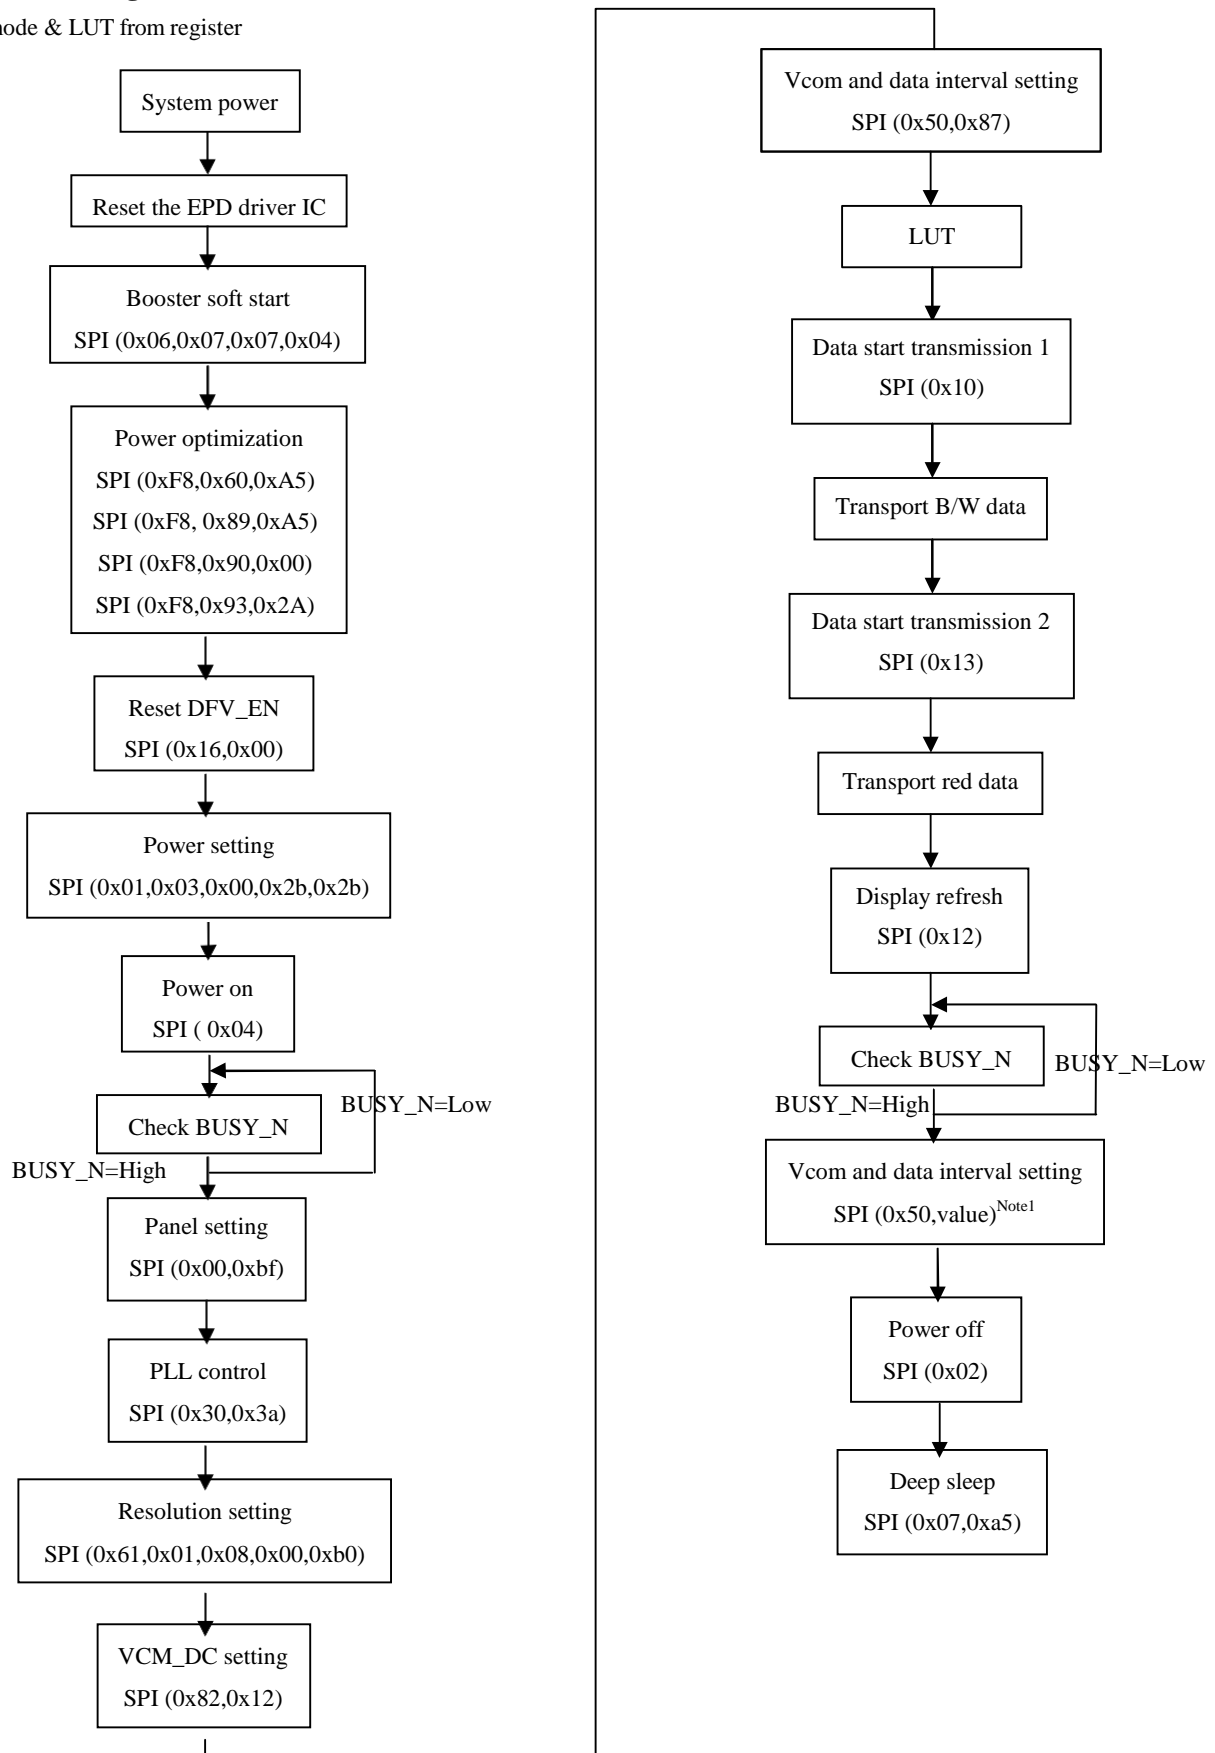 & LUT from register
System power
Reset the EPD driver IC
Booster soft start
SPI (0x06,0x07,0x07,0x04)
Power optimization
SPI (0xF8,0x60,0xA5)
SPI (0xF8, 0x89,0xA5)
SPI (0xF8,0x90,0x00)
SPI (0xF8,0x93,0x2A)
Reset DFV_EN
SPI (0x16,0x00)
Power setting
SPI (0x01,0x03,0x00,0x2b,0x2b)
Power on
SPI ( 0x04)
BUSY_N=Low
Check BUSY_N
BUSY_N=High
Panel setting
SPI (0x00,0xbf)
PLL control
SPI (0x30,0x3a)
Resolution setting
SPI (0x61,0x01,0x08,0x00,0xb0)
VCM_DC setting
SPI (0x82,0x12)
Vcom and data interval setting
SPI (0x50,0x87)
LUT
Data start transmission 1
SPI (0x10)
Transport B/W data
Data start transmission 2
SPI (0x13)
Transport red data
Display refresh
SPI (0x12)
Check BUSY_N
BUSY_N=Low
BUSY_N=High
Vcom and data interval setting
SPI (0x50,value)Note1
Power off
SPI (0x02)
Deep sleep
SPI (0x07,0xa5)